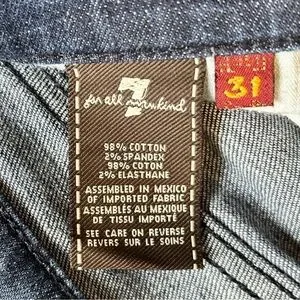 7
for all mankind
98% COTTON
2% SPANDEX
98% COTON
2% ELASTHANE
ASSEMBLED IN MEXICO
OF IMPORTED FABRIC
ASSEMBLÉS AU MEXIQUE
DE TISSU IMPORTÉ
SEE CARE ON REVERSE
REVERS SUR LE SOINS
31